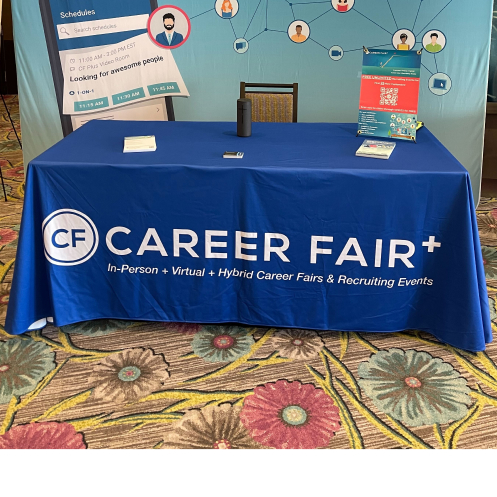 Schedules
Search schedules
11:00 AM - 3:00 PM EST
CF Plus Video Room
Looking for awesome people
1-ON-1
11:15 AM 11:30 AM 11:45 AM
CF CAREER FAIR+
In-Person + Virtual + Hybrid Career Fairs & Recruiting Events